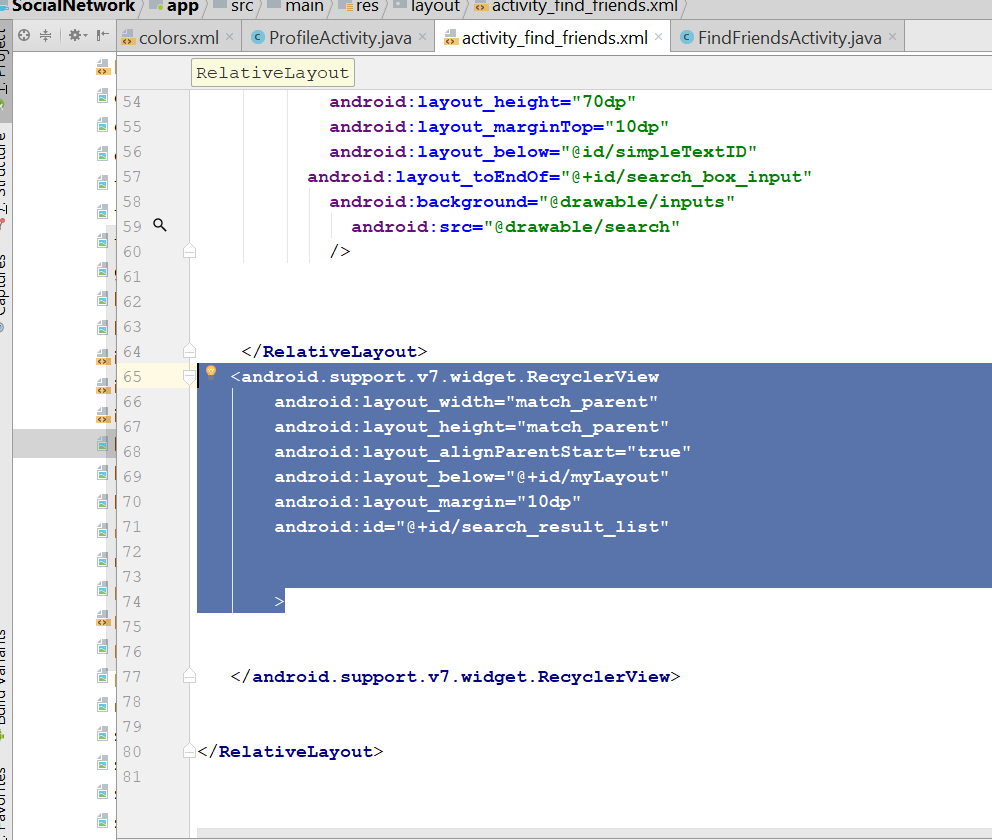 SocialNetwork app src main res layout activity_find_friends.xml
colors.xml ProfileActivity.java activity_find_friends.xml FindFriendsActivity.java
RelativeLayout
54 android:layout_height="70dp"
55 android:layout_marginTop="10dp"
56 android:layout_below="@id/simpleTextID"
57 android:layout_toEndOf="@+id/search_box_input"
58 android:background="@drawable/inputs"
59 android:src="@drawable/search"
60 />
61
62
63
64 </RelativeLayout>
65 <android.support.v7.widget.RecyclerView
66 android:layout_width="match_parent"
67 android:layout_height="match_parent"
68 android:layout_alignParentStart="true"
69 android:layout_below="@+id/myLayout"
70 android:layout_margin="10dp"
71 android:id="@+id/search_result_list"
72
73
74 >
75
76
77 </android.support.v7.widget.RecyclerView>
78
79
80 </RelativeLayout>
81
1: Project
Z: Structure
Captures
Build Variants
Favorites